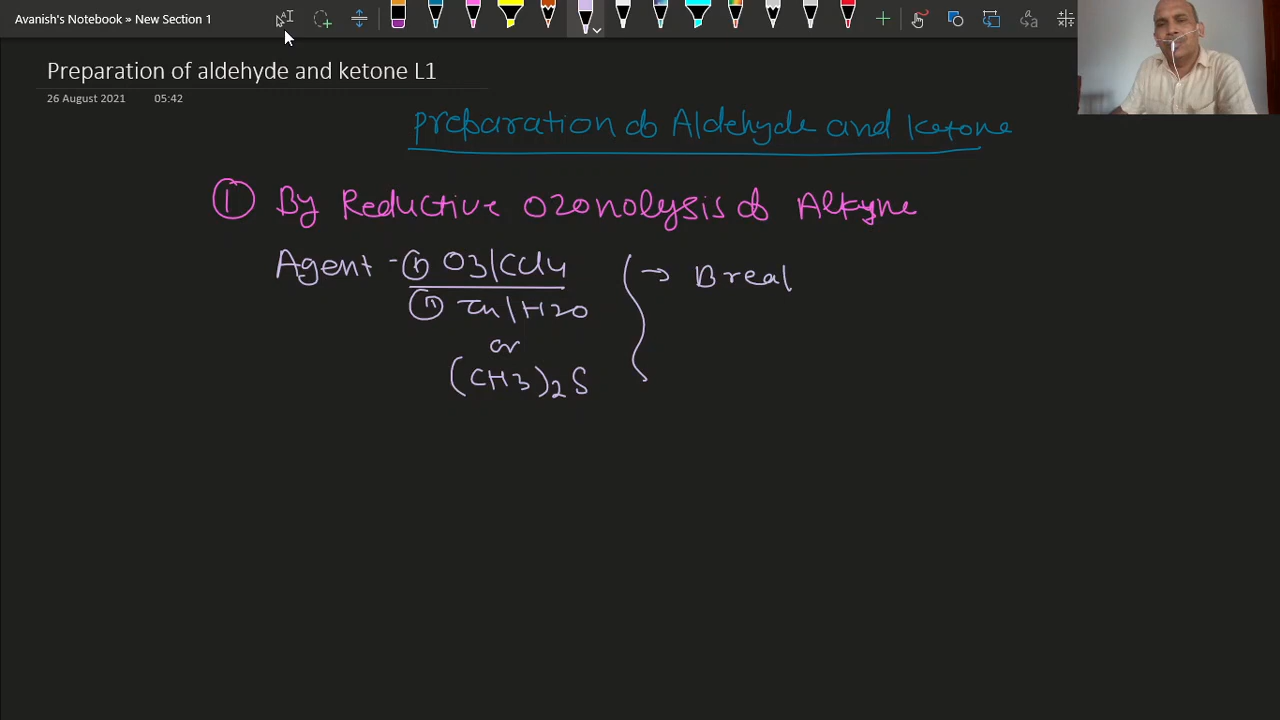 Avanish's Notebook » New Section 1
Preparation of aldehyde and ketone L1
26 August 2021 05:42
preparation of Aldehyde and Ketone
① By Reductive Ozonolysis of Alkyne
Agent - ① O3/CCl4 → Breal
② Zn/H2O
or
(CH3)2S